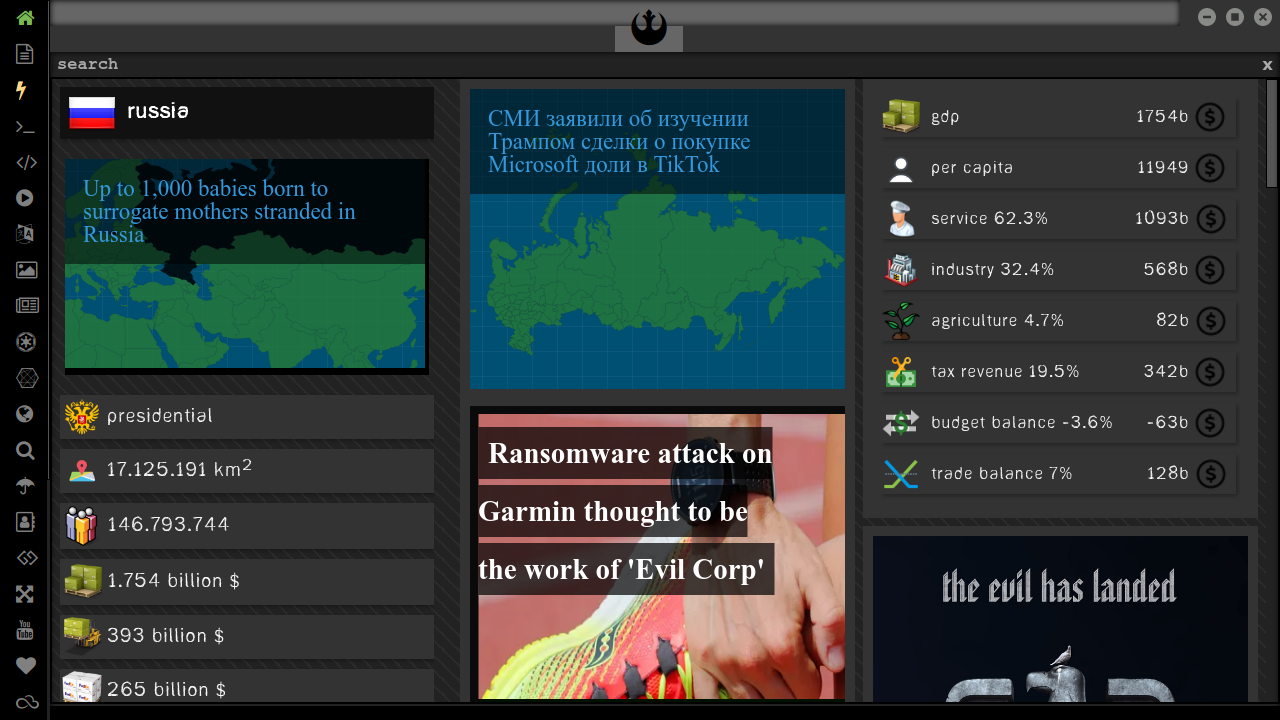 search
x
russia
Up to 1,000 babies born to
surrogate mothers stranded in
Russia
presidential
17.125.191 km²
146.793.744
1.754 billion $
393 billion $
265 billion $
СМИ заявили об изучении
Трампом сделки о покупке
Microsoft доли в TikTok
Ransomware attack on
Garmin thought to be
the work of 'Evil Corp'
gdp 1754b $
per capita 11949 $
service 62.3% 1093b $
industry 32.4% 568b $
agriculture 4.7% 82b $
tax revenue 19.5% 342b $
budget balance -3.6% -63b $
trade balance 7% 128b $
the evil has landed
You
Tube